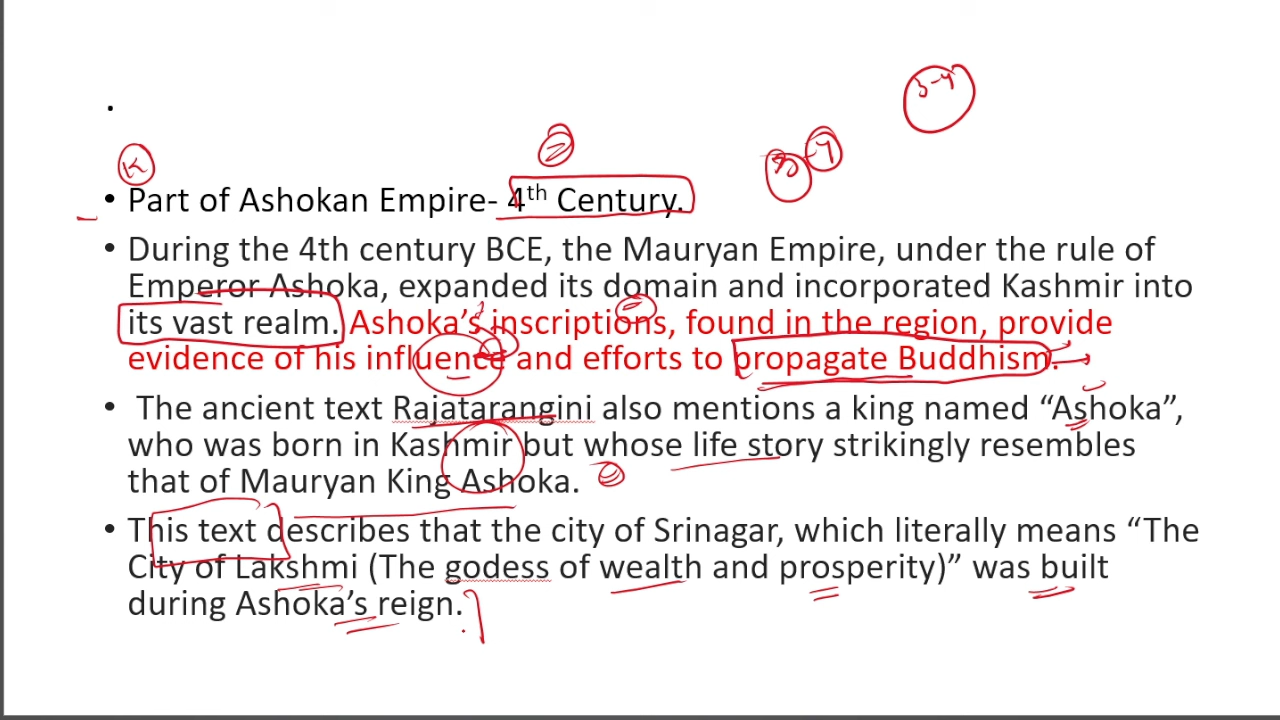 3-4
K
2
3-4
• Part of Ashokan Empire- 4th Century.
• During the 4th century BCE, the Mauryan Empire, under the rule of
Emperor Ashoka, expanded its domain and incorporated Kashmir into
its vast realm. Ashoka's inscriptions, found in the region, provide
evidence of his influence and efforts to propagate Buddhism.
• The ancient text Rajatarangini also mentions a king named “Ashoka”,
who was born in Kashmir but whose life story strikingly resembles
that of Mauryan King Ashoka.
• This text describes that the city of Srinagar, which literally means “The
City of Lakshmi (The godess of wealth and prosperity)” was built
during Ashoka's reign.